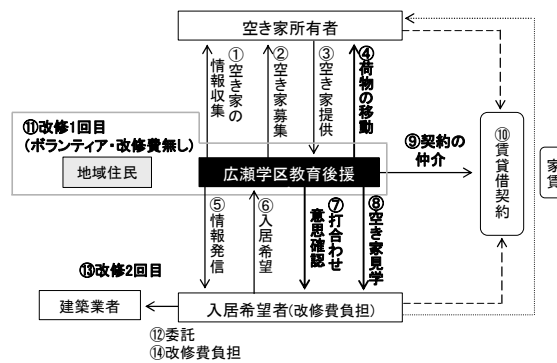 空き家所有者
①空き家の
情報収集
②空き家募集
③空き家提供
④荷物の移動
⑪改修1回目
(ボランティア・改修費無し)
地域住民
広瀬学区教育後援
⑨契約の
仲介
⑩賃貸借契約
家賃
⑤情報発信
⑥入居希望
⑦打合わせ
意思確認
⑧空き家見学
⑬改修2回目
建築業者
入居希望者(改修費負担)
⑫委託
⑭改修費負担